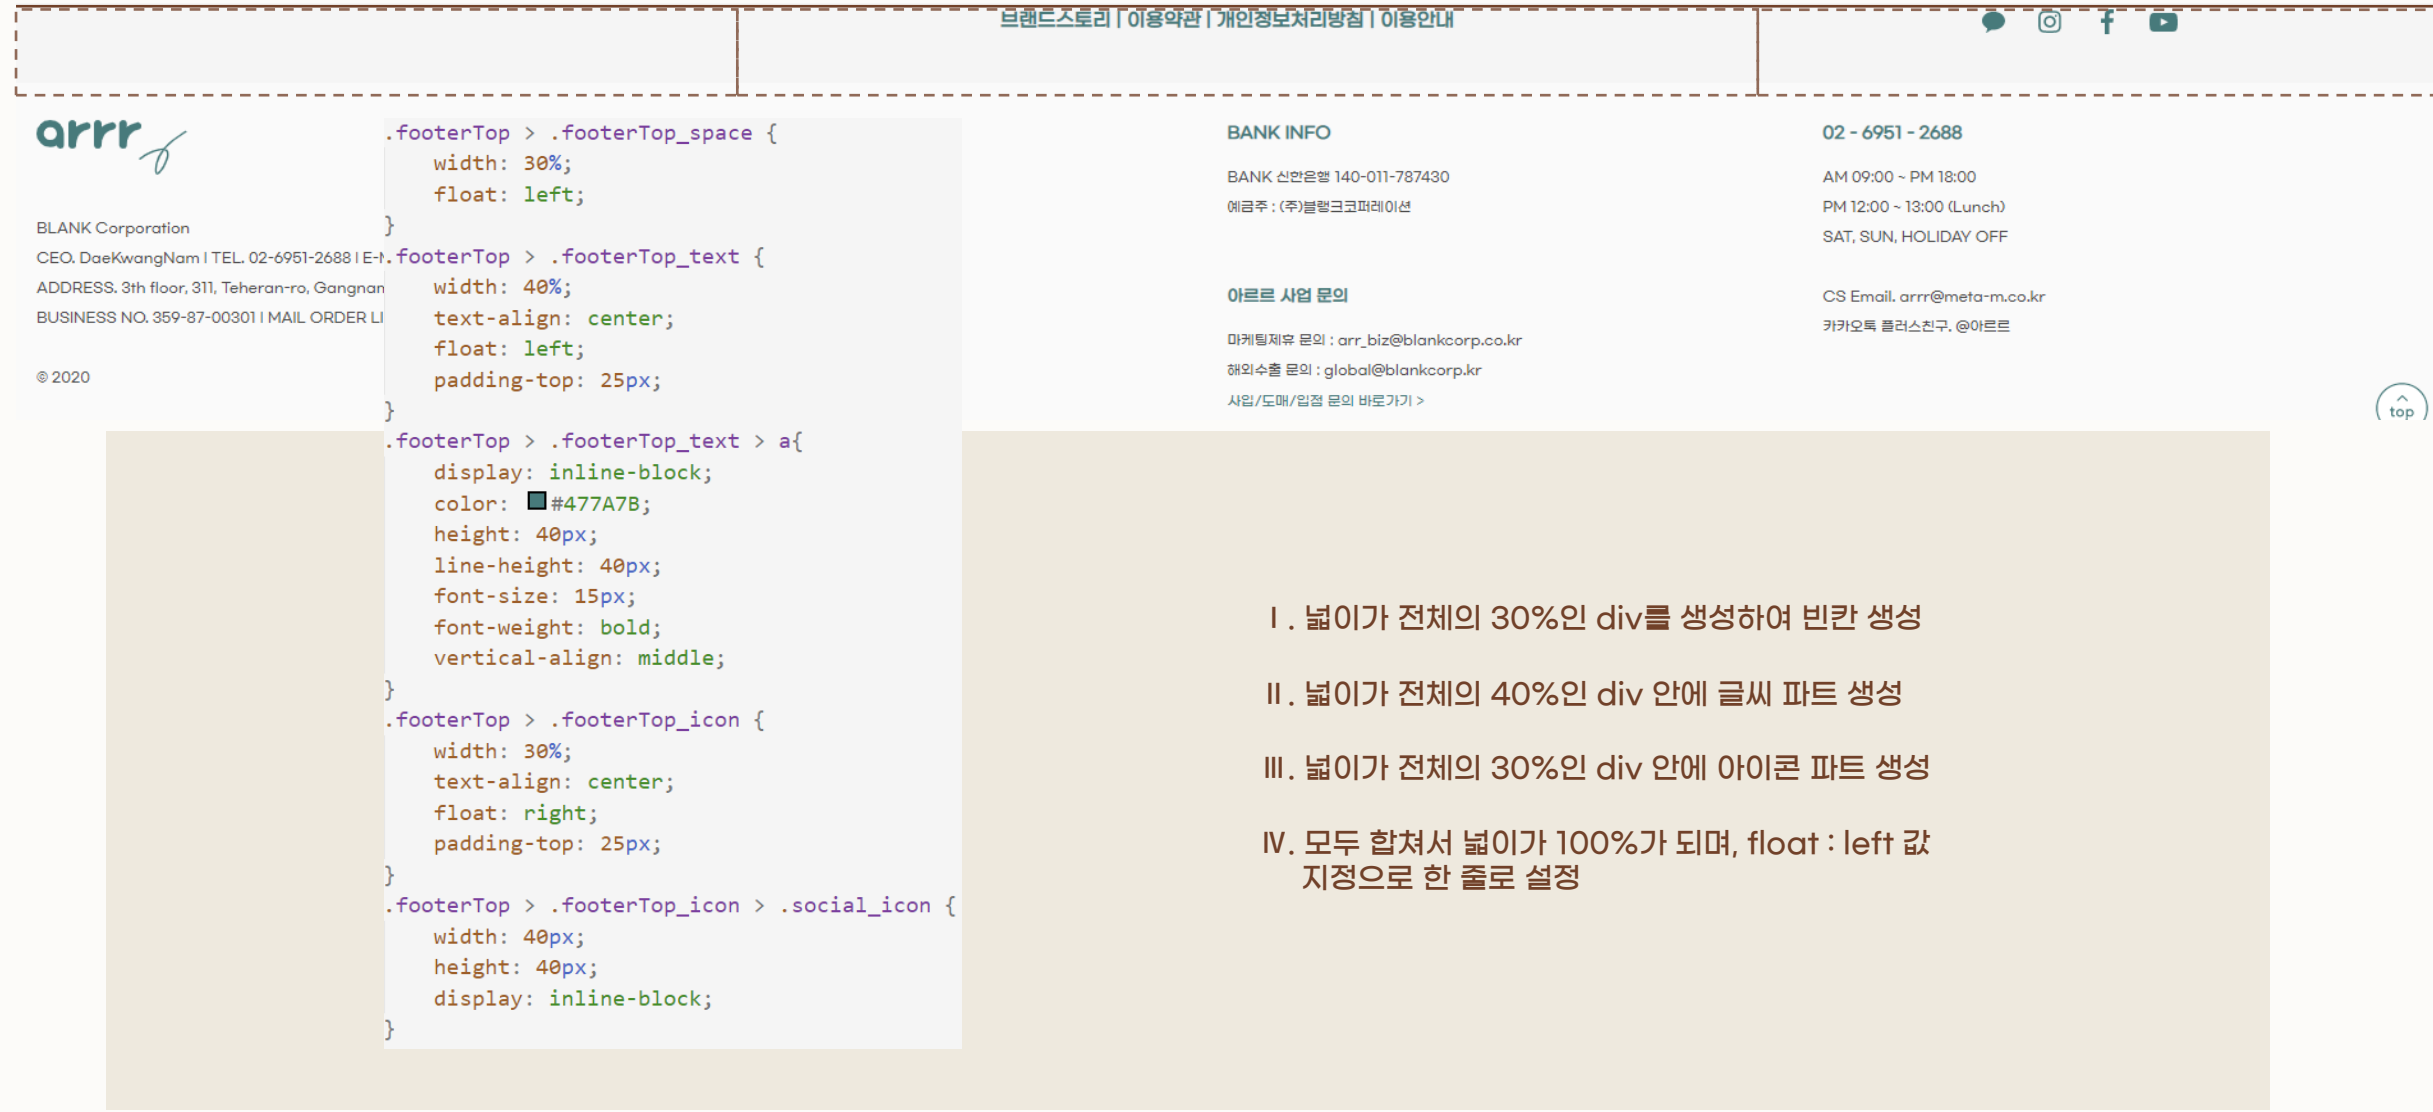 브랜드스토리 | 이용약관 | 개인정보처리방침 | 이용안내
arrr
BLANK Corporation
CEO. DaeKwangNam I TEL. 02-6951-2688 I E-
ADDRESS. 3th floor, 311, Teheran-ro, Gangnam
BUSINESS NO. 359-87-00301 I MAIL ORDER LI
© 2020
.footerTop > .footerTop_space {
width: 30%;
float: left;
}
.footerTop > .footerTop_text {
width: 40%;
text-align: center;
float: left;
padding-top: 25px;
}
.footerTop > .footerTop_text > a{
display: inline-block;
color: #477A7B;
height: 40px;
line-height: 40px;
font-size: 15px;
font-weight: bold;
vertical-align: middle;
}
.footerTop > .footerTop_icon {
width: 30%;
text-align: center;
float: right;
padding-top: 25px;
}
.footerTop > .footerTop_icon > .social_icon {
width: 40px;
height: 40px;
display: inline-block;
}
BANK INFO
BANK 신한은행 140-011-787430
예금주 : (주)블랭크코퍼레이션
아르르 사업 문의
마케팅제휴 문의 : arr_biz@blankcorp.co.kr
해외수출 문의 : global@blankcorp.kr
사입/도매/입점 문의 바로가기 >
02 - 6951 - 2688
AM 09:00 ~ PM 18:00
PM 12:00 ~ 13:00 (Lunch)
SAT, SUN, HOLIDAY OFF
CS Email. arrr@meta-m.co.kr
카카오톡 플러스친구. @아르르
top
Ⅰ. 넓이가 전체의 30%인 div를 생성하여 빈칸 생성
Ⅱ. 넓이가 전체의 40%인 div 안에 글씨 파트 생성
Ⅲ. 넓이가 전체의 30%인 div 안에 아이콘 파트 생성
Ⅳ. 모두 합쳐서 넓이가 100%가 되며, float : left 값
지정으로 한 줄로 설정